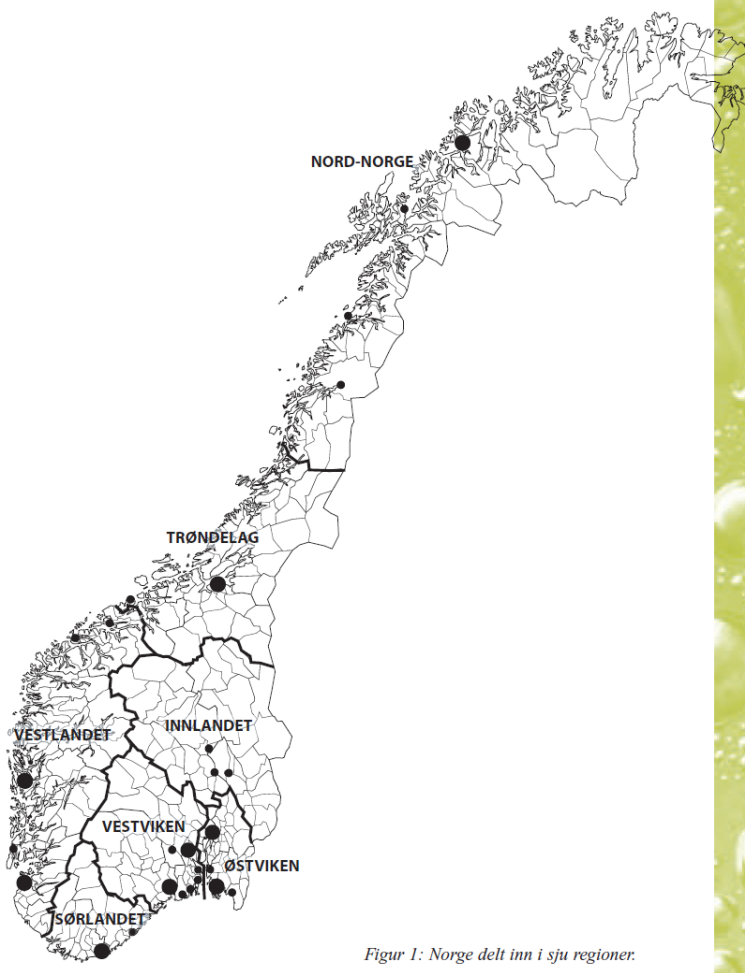 NORD-NORGE
TRØNDELAG
INNLANDET
VESTLANDET
VESTVIKEN
ØSTVIKEN
SØRLANDET
Figur 1: Norge delt inn i sju regioner.